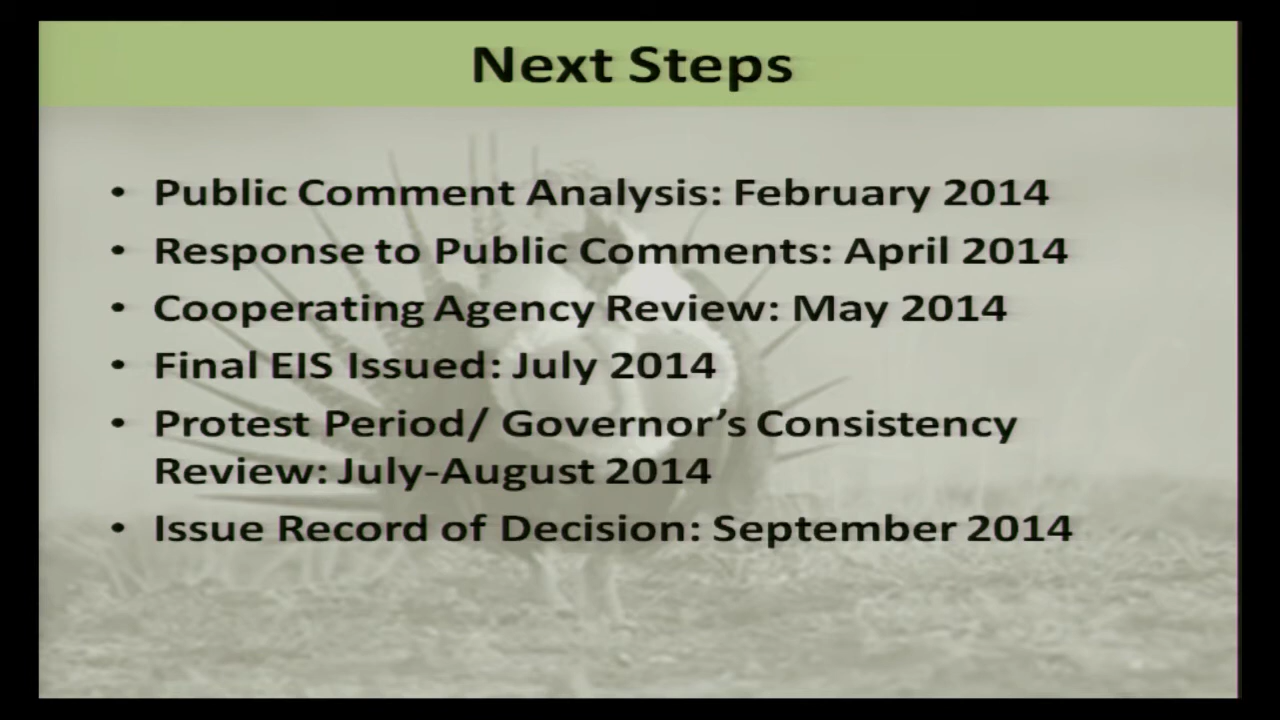 Next Steps
• Public Comment Analysis: February 2014
• Response to Public Comments: April 2014
• Cooperating Agency Review: May 2014
• Final EIS Issued: July 2014
• Protest Period/ Governor’s Consistency
Review: July-August 2014
• Issue Record of Decision: September 2014